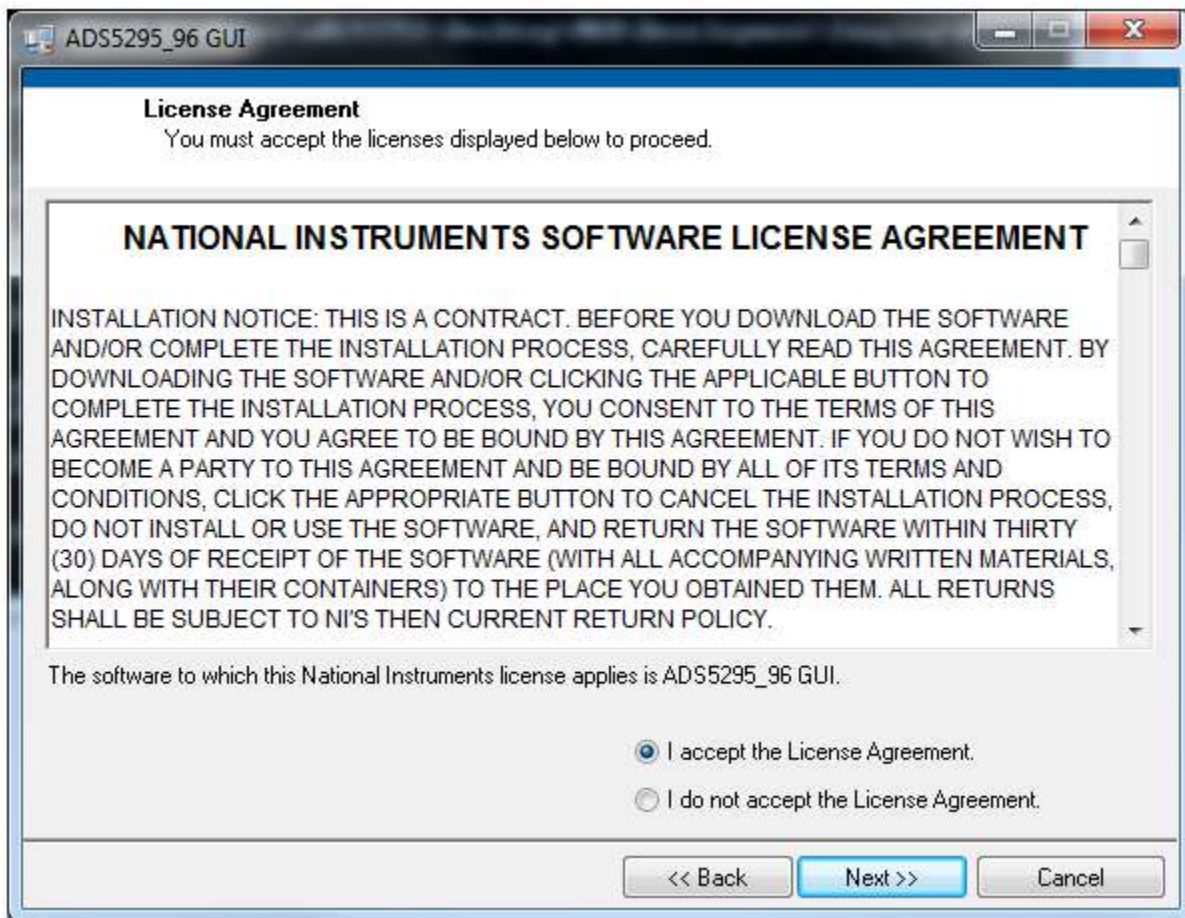 ADS5295_96 GUI
License Agreement
You must accept the licenses displayed below to proceed.
NATIONAL INSTRUMENTS SOFTWARE LICENSE AGREEMENT
INSTALLATION NOTICE: THIS IS A CONTRACT. BEFORE YOU DOWNLOAD THE SOFTWARE
AND/OR COMPLETE THE INSTALLATION PROCESS, CAREFULLY READ THIS AGREEMENT. BY
DOWNLOADING THE SOFTWARE AND/OR CLICKING THE APPLICABLE BUTTON TO
COMPLETE THE INSTALLATION PROCESS, YOU CONSENT TO THE TERMS OF THIS
AGREEMENT AND YOU AGREE TO BE BOUND BY THIS AGREEMENT. IF YOU DO NOT WISH TO
BECOME A PARTY TO THIS AGREEMENT AND BE BOUND BY ALL OF ITS TERMS AND
CONDITIONS, CLICK THE APPROPRIATE BUTTON TO CANCEL THE INSTALLATION PROCESS,
DO NOT INSTALL OR USE THE SOFTWARE, AND RETURN THE SOFTWARE WITHIN THIRTY
(30) DAYS OF RECEIPT OF THE SOFTWARE (WITH ALL ACCOMPANYING WRITTEN MATERIALS,
ALONG WITH THEIR CONTAINERS) TO THE PLACE YOU OBTAINED THEM. ALL RETURNS
SHALL BE SUBJECT TO NI'S THEN CURRENT RETURN POLICY.
The software to which this National Instruments license applies is ADS5295_96 GUI.
I accept the License Agreement.
I do not accept the License Agreement.
<< Back Next >> Cancel